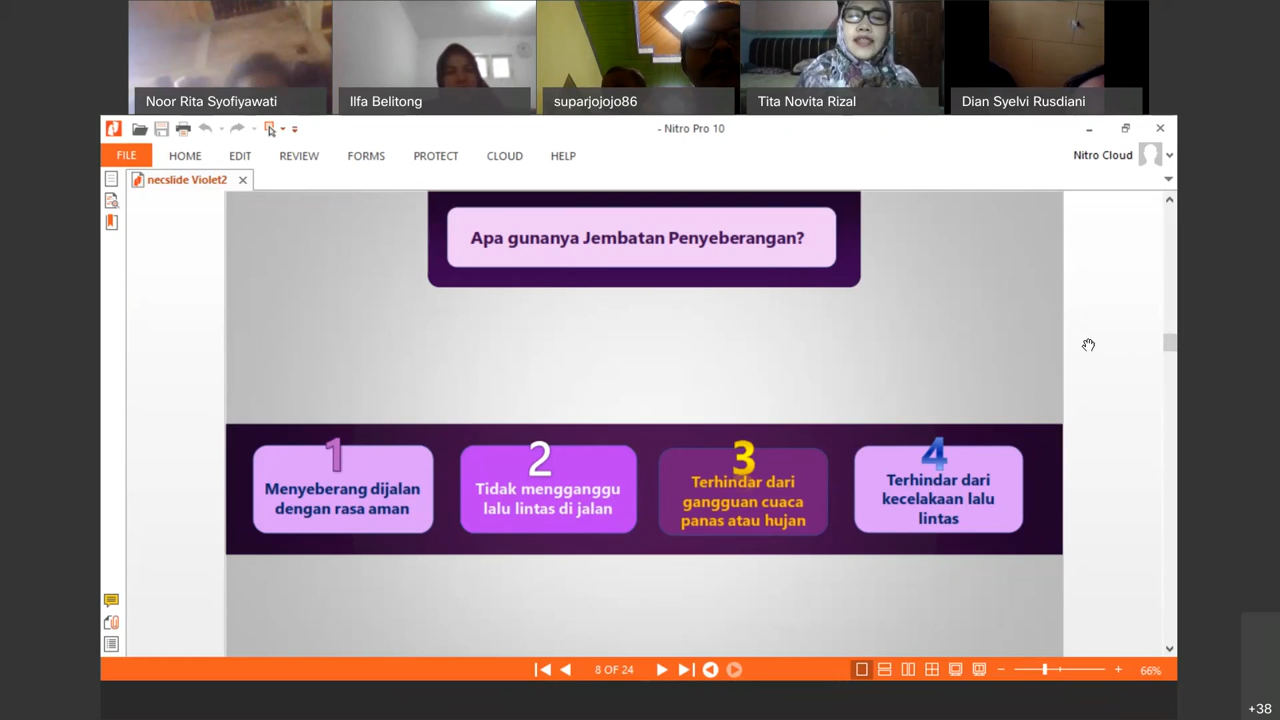 Noor Rita Syofiyawati
Ilfa Belitong
suparjojojo86
Tita Novita Rizal
Dian Syelvi Rusdiani
- Nitro Pro 10
FILE
HOME
EDIT
REVIEW
FORMS
PROTECT
CLOUD
HELP
Nitro Cloud
necslide Violet2
Apa gunanya Jembatan Penyeberangan?
1
Menyeberang dijalan
dengan rasa aman
2
Tidak mengganggu
lalu lintas di jalan
3
Terhindar dari
gangguan cuaca
panas atau hujan
4
Terhindar dari
kecelakaan lalu
lintas
8 OF 24
66%
+38